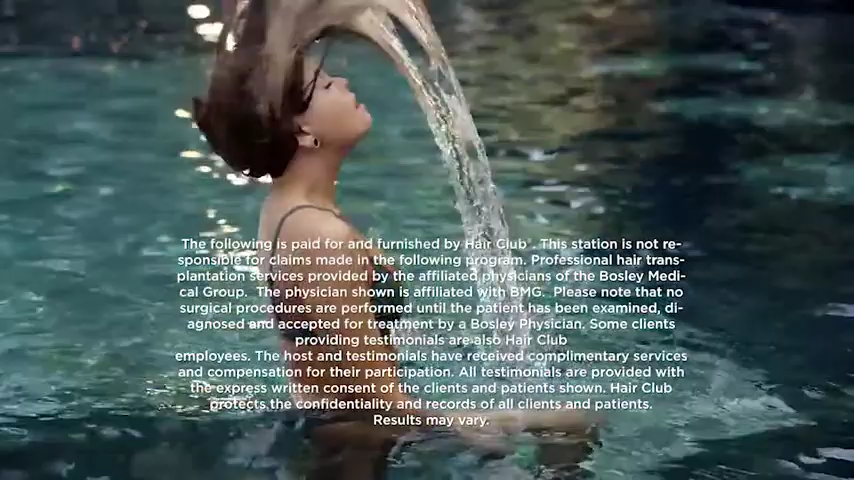 The following is paid for and furnished by Hair Club®. This station is not re-
sponsible for claims made in the following program. Professional hair trans-
plantation services provided by the affiliated physicians of the Bosley Medi-
cal Group. The physician shown is affiliated with BMG. Please note that no
surgical procedures are performed until the patient has been examined, di-
agnosed and accepted for treatment by a Bosley Physician. Some clients
providing testimonials are also Hair Club
employees. The host and testimonials have received complimentary services
and compensation for their participation. All testimonials are provided with
the express written consent of the clients and patients shown. Hair Club
protects the confidentiality and records of all clients and patients.
Results may vary.